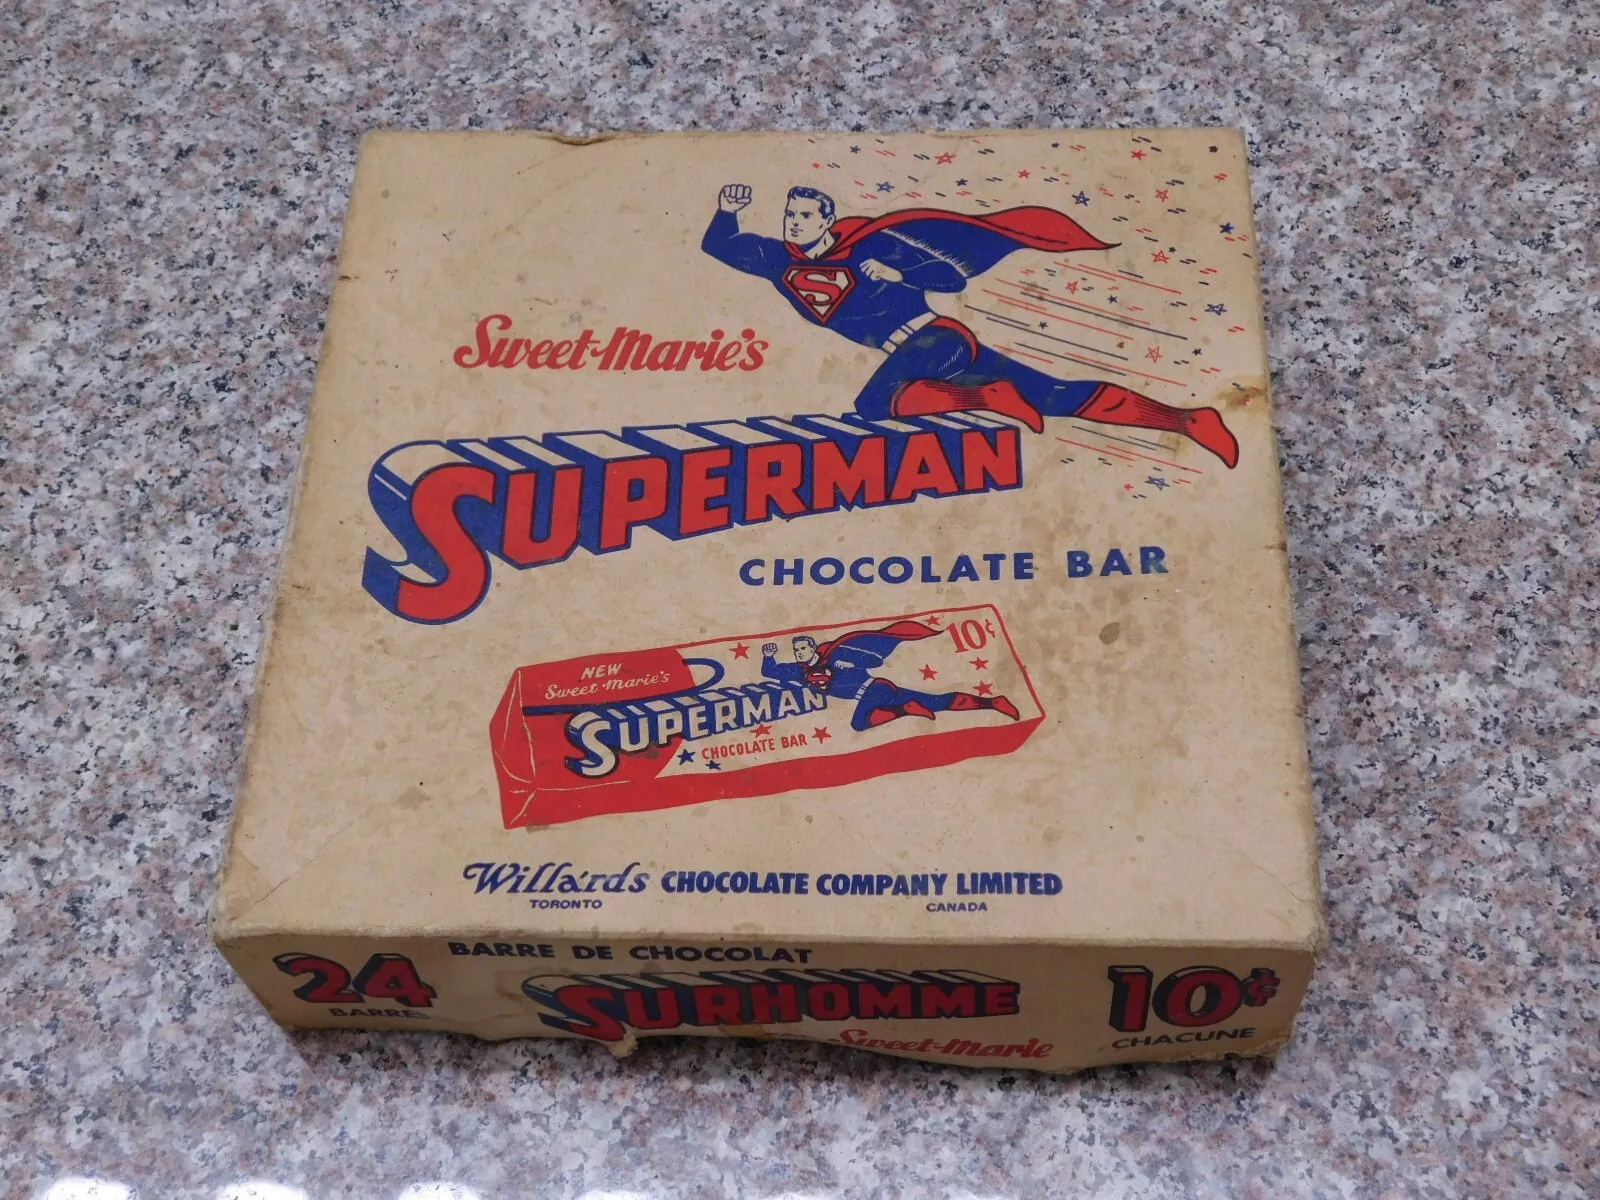 S
Sweet-Marie's
SUPERMAN
CHOCOLATE BAR
10¢
NEW
Sweet Marie's
SUPERMAN
CHOCOLATE BAR
Willards CHOCOLATE COMPANY LIMITED
TORONTO CANADA
BARRE DE CHOCOLAT
24
BARRES
SURHOMME
Sweet-Marie
10¢
CHACUNE